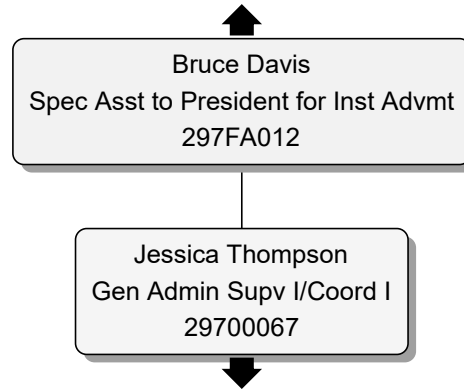 Bruce Davis
Spec Asst to President for Inst Advmt
297FA012
Jessica Thompson
Gen Admin Supv I/Coord I
29700067